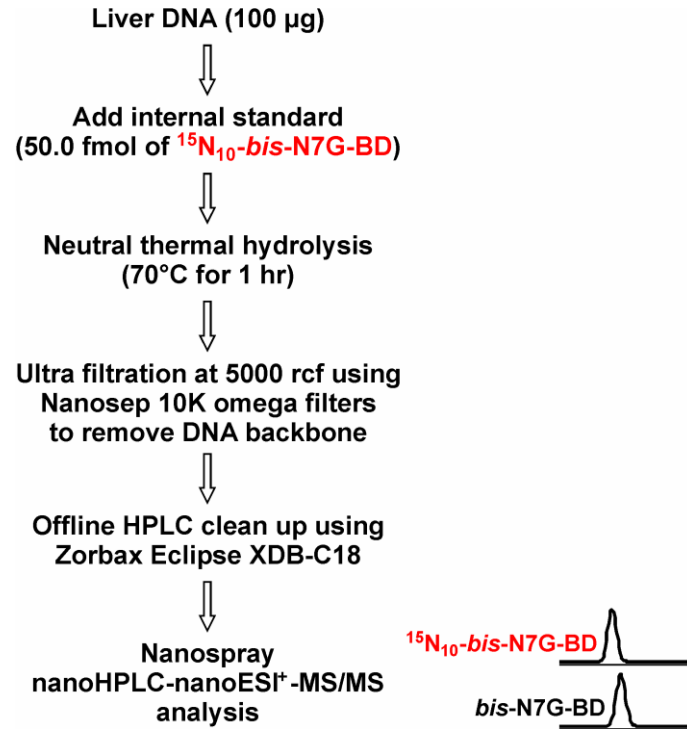 Liver DNA (100 µg)
Add internal standard
(50.0 fmol of ¹⁵N₁₀-bis-N7G-BD)
Neutral thermal hydrolysis
(70°C for 1 hr)
Ultra filtration at 5000 rcf using
Nanosep 10K omega filters
to remove DNA backbone
Offline HPLC clean up using
Zorbax Eclipse XDB-C18
Nanospray
nanoHPLC-nanoESI⁺-MS/MS
analysis
¹⁵N₁₀-bis-N7G-BD
bis-N7G-BD